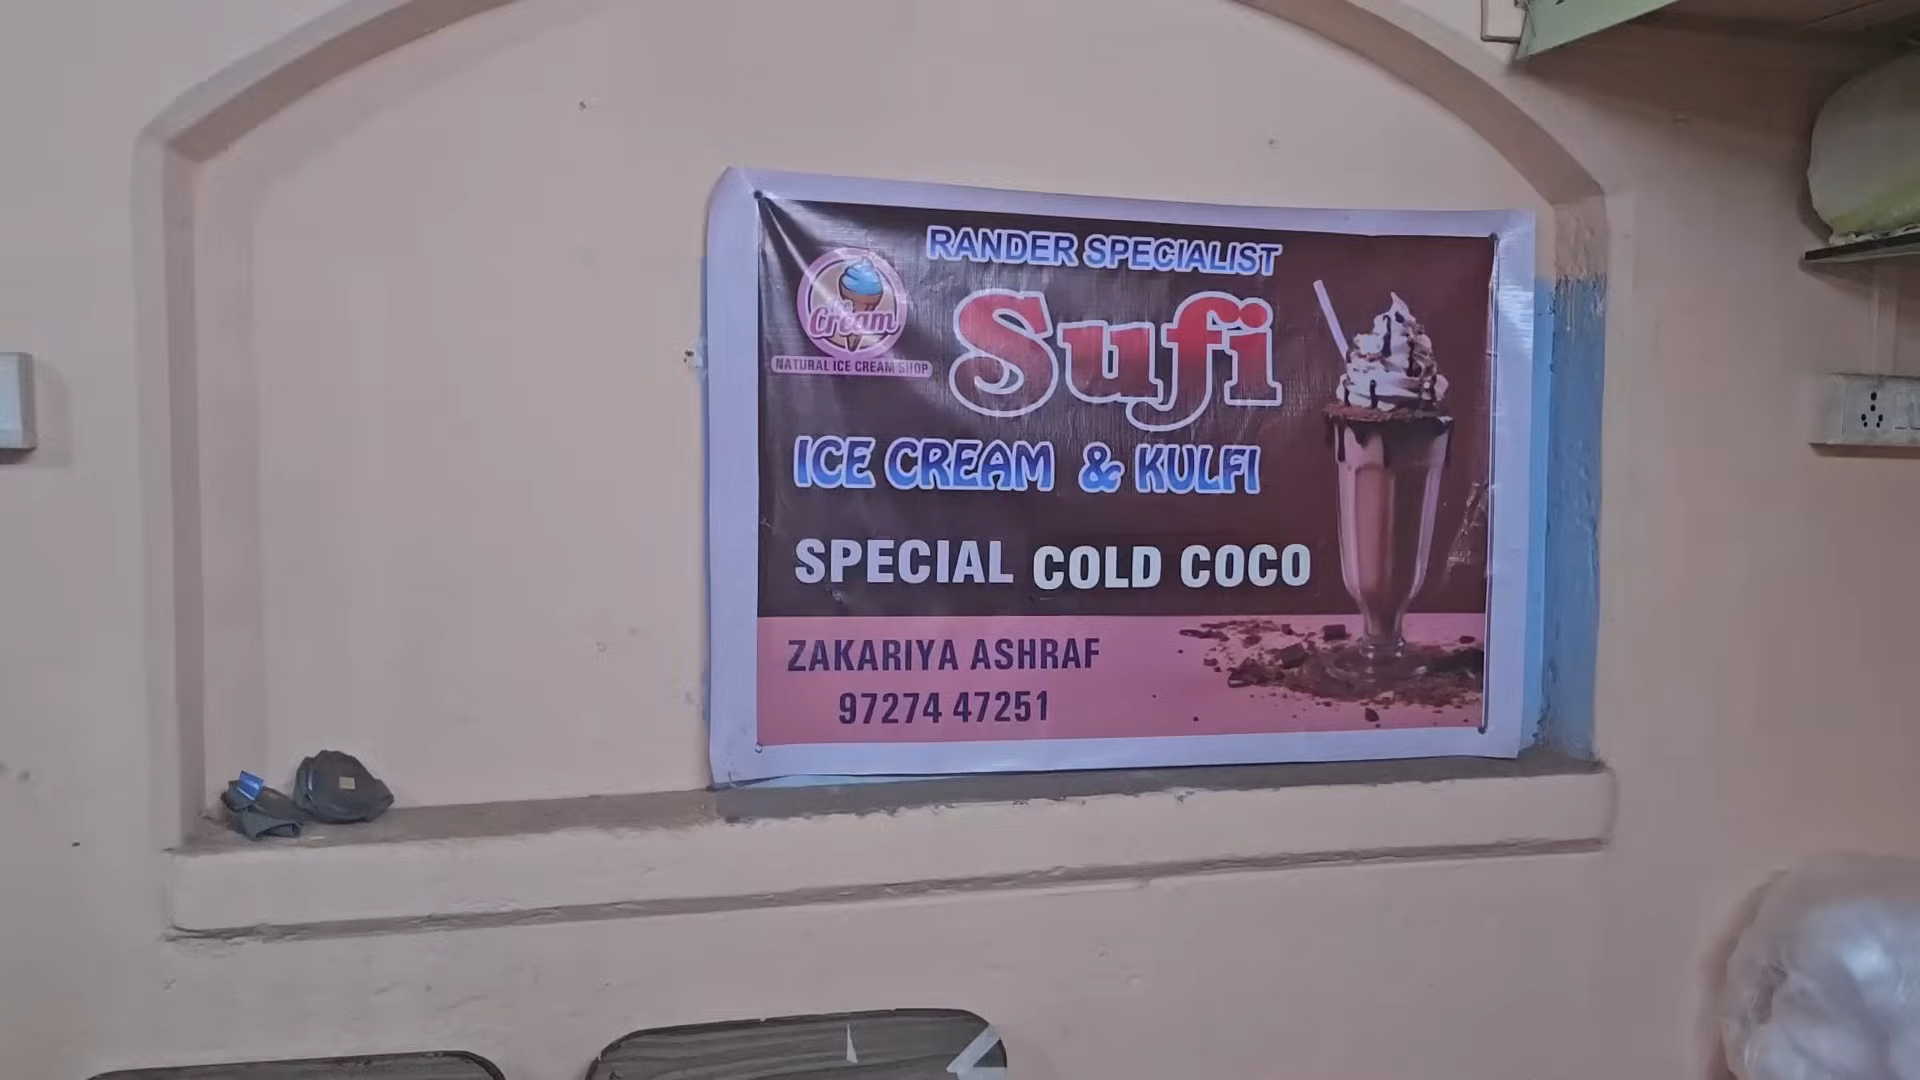 RANDER SPECIALIST
Cream
NATURAL ICE CREAM SHOP
Sufi
ICE CREAM & KULFI
SPECIAL COLD COCO
ZAKARIYA ASHRAF
97274 47251